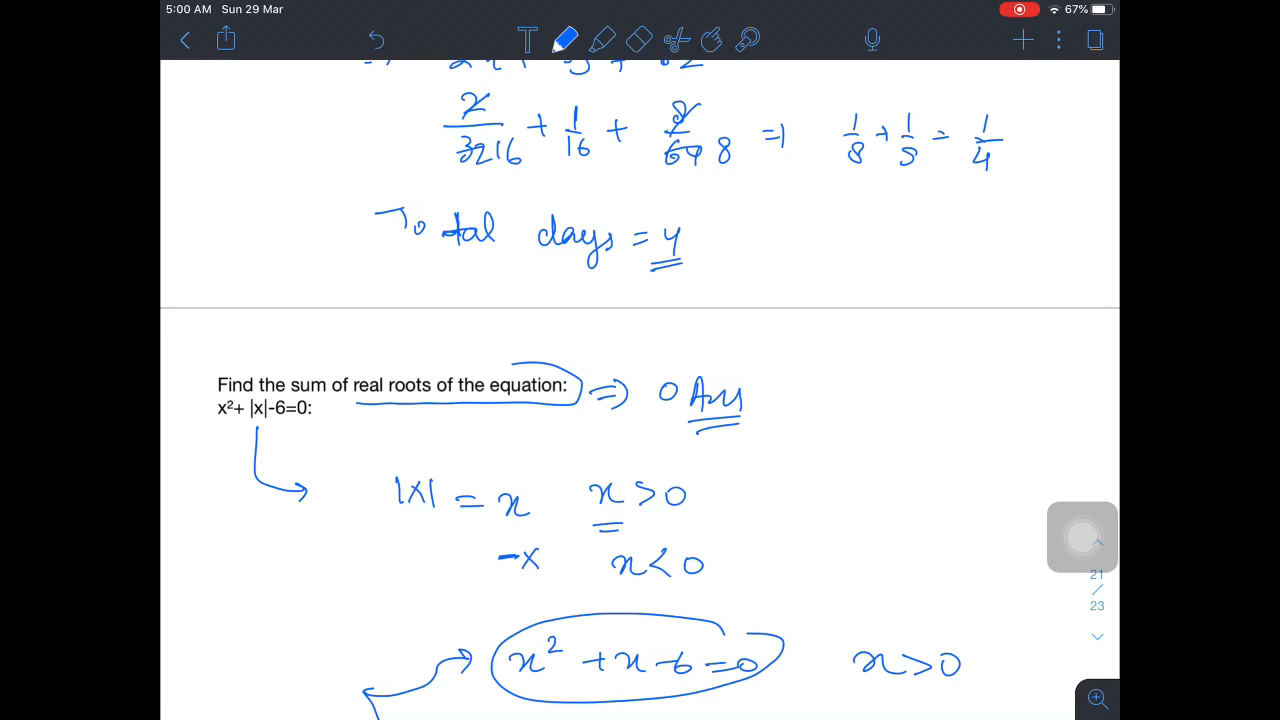 5:00 AM Sun 29 Mar 67%
2/32 16 + 1/16 + 8/64 8 => 1/8 + 1/8 = 1/4
Total days = 4
Find the sum of real roots of the equation: => 0 Ans
x²+ |x|-6=0:
|x| = x x > 0
-x x < 0
x² + x - 6 = 0 x > 0
21
/
23